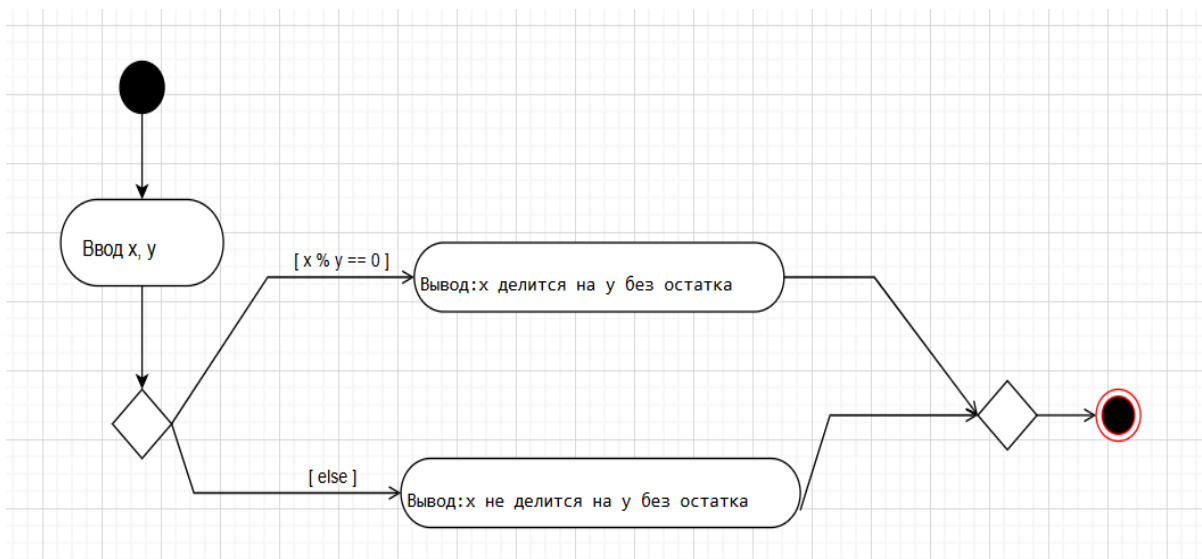 Ввод x, y
[ x % y == 0 ]
Вывод:x делится на y без остатка
[ else ]
Вывод:x не делится на y без остатка